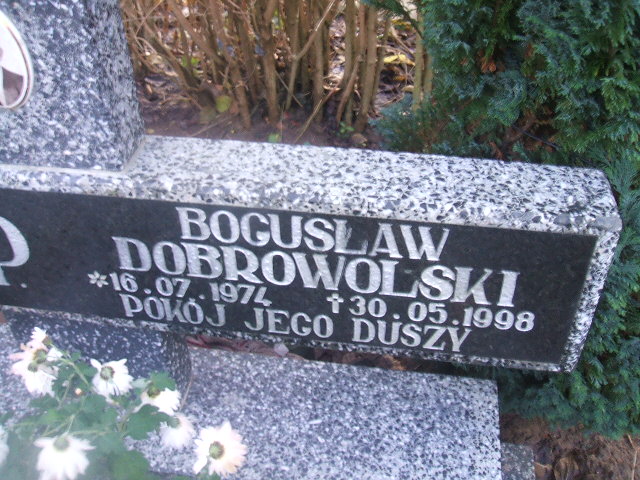 P.
BOGUSŁAW
DOBROWOLSKI
*16.07.1974 ✝30.05.1998
POKÓJ JEGO DUSZY